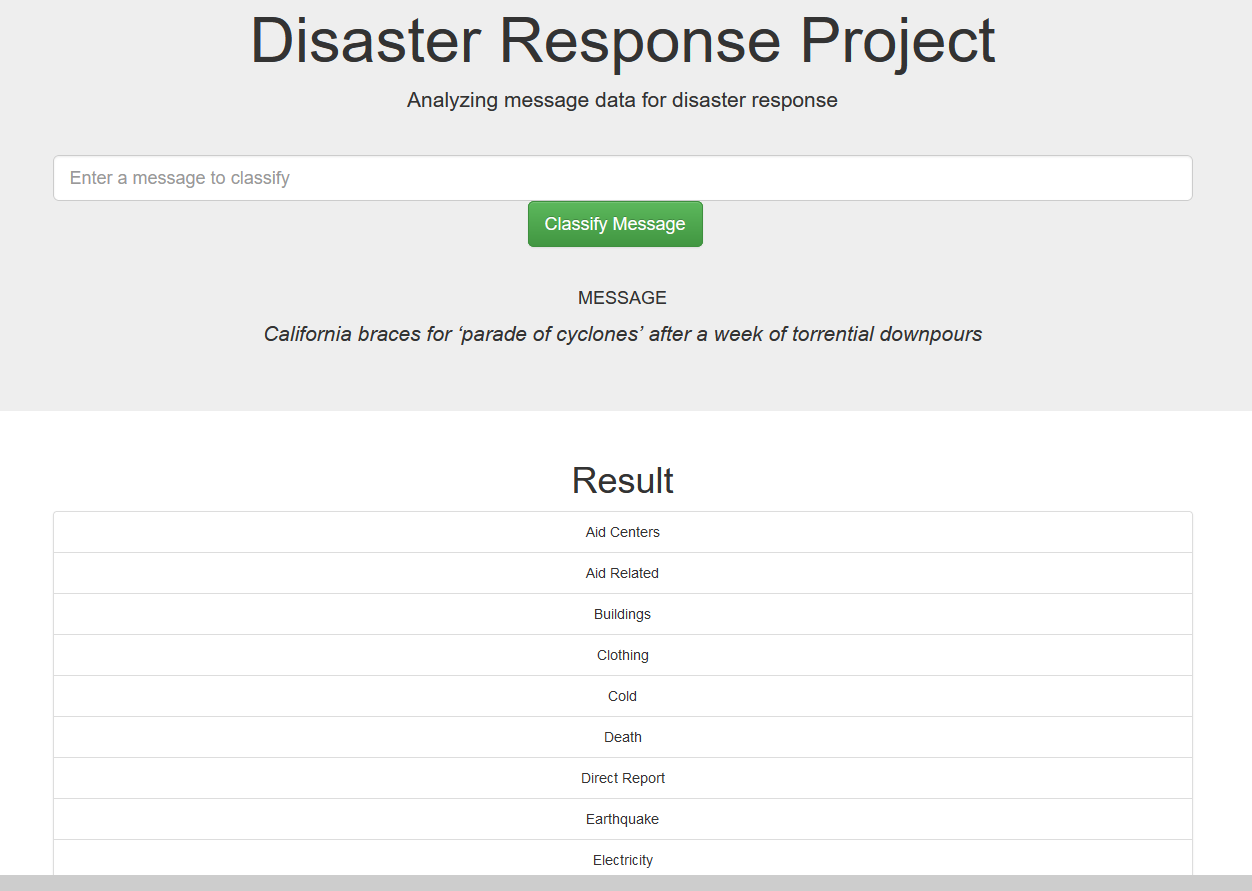 Disaster Response Project
Analyzing message data for disaster response
Enter a message to classify
Classify Message
MESSAGE
California braces for ‘parade of cyclones’ after a week of torrential downpours
Result
Aid Centers
Aid Related
Buildings
Clothing
Cold
Death
Direct Report
Earthquake
Electricity